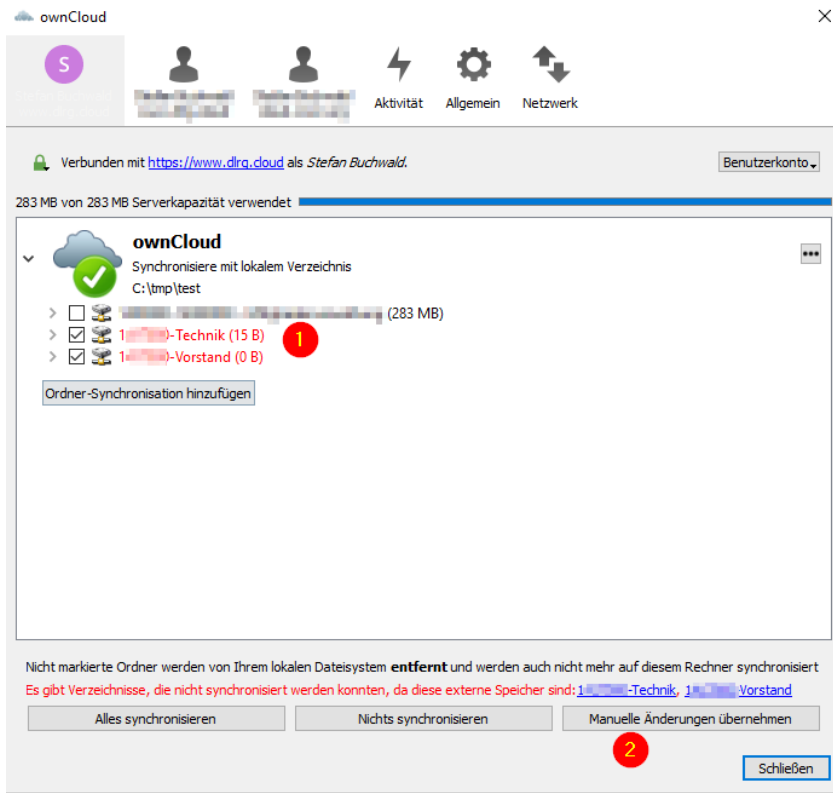 ownCloud
S
Aktivität
Allgemein
Netzwerk
Verbunden mit https://www.dlrg.cloud als Stefan Buchwald.
Benutzerkonto
283 MB von 283 MB Serverkapazität verwendet
ownCloud
Synchronisiere mit lokalem Verzeichnis
C:\tmp\test
(283 MB)
-Technik (15 B)
1
-Vorstand (0 B)
Ordner-Synchronisation hinzufügen
Nicht markierte Ordner werden von Ihrem lokalen Dateisystem entfernt und werden auch nicht mehr auf diesem Rechner synchronisiert
Es gibt Verzeichnisse, die nicht synchronisiert werden konnten, da diese externe Speicher sind: -Technik, -Vorstand
Alles synchronisieren
Nichts synchronisieren
Manuelle Änderungen übernehmen
2
Schließen